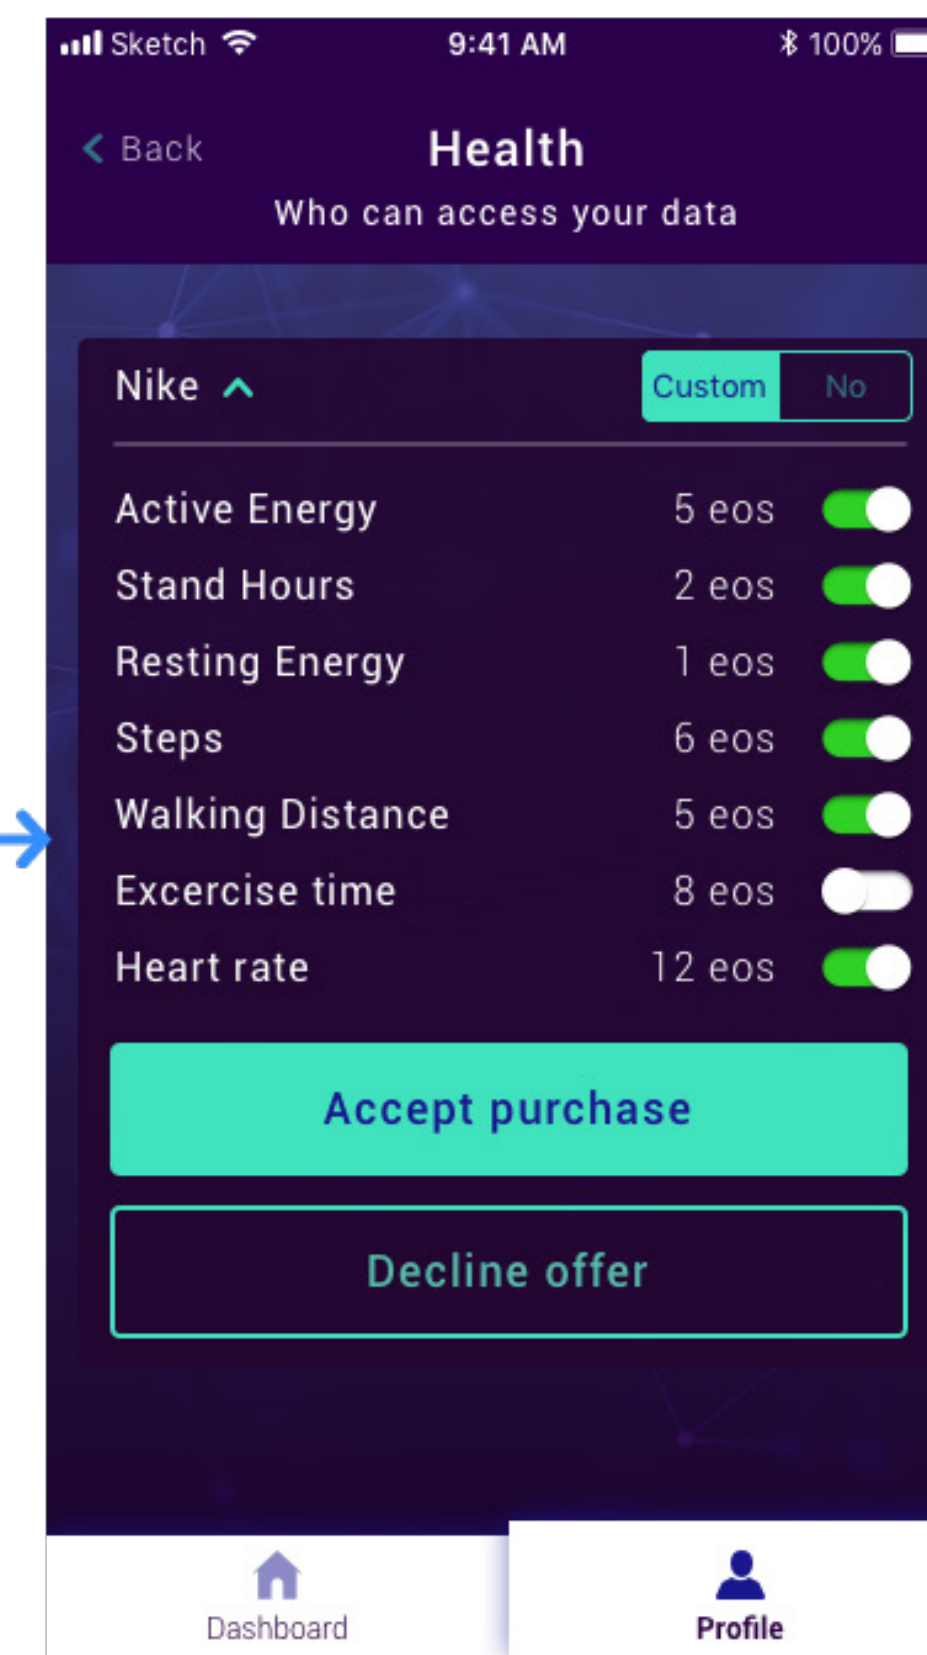 Sketch 9:41 AM 100%
Back Health
Who can access your data
Nike Custom No
Active Energy 5 eos
Stand Hours 2 eos
Resting Energy 1 eos
Steps 6 eos
Walking Distance 5 eos
Excercise time 8 eos
Heart rate 12 eos
Accept purchase
Decline offer
Dashboard Profile